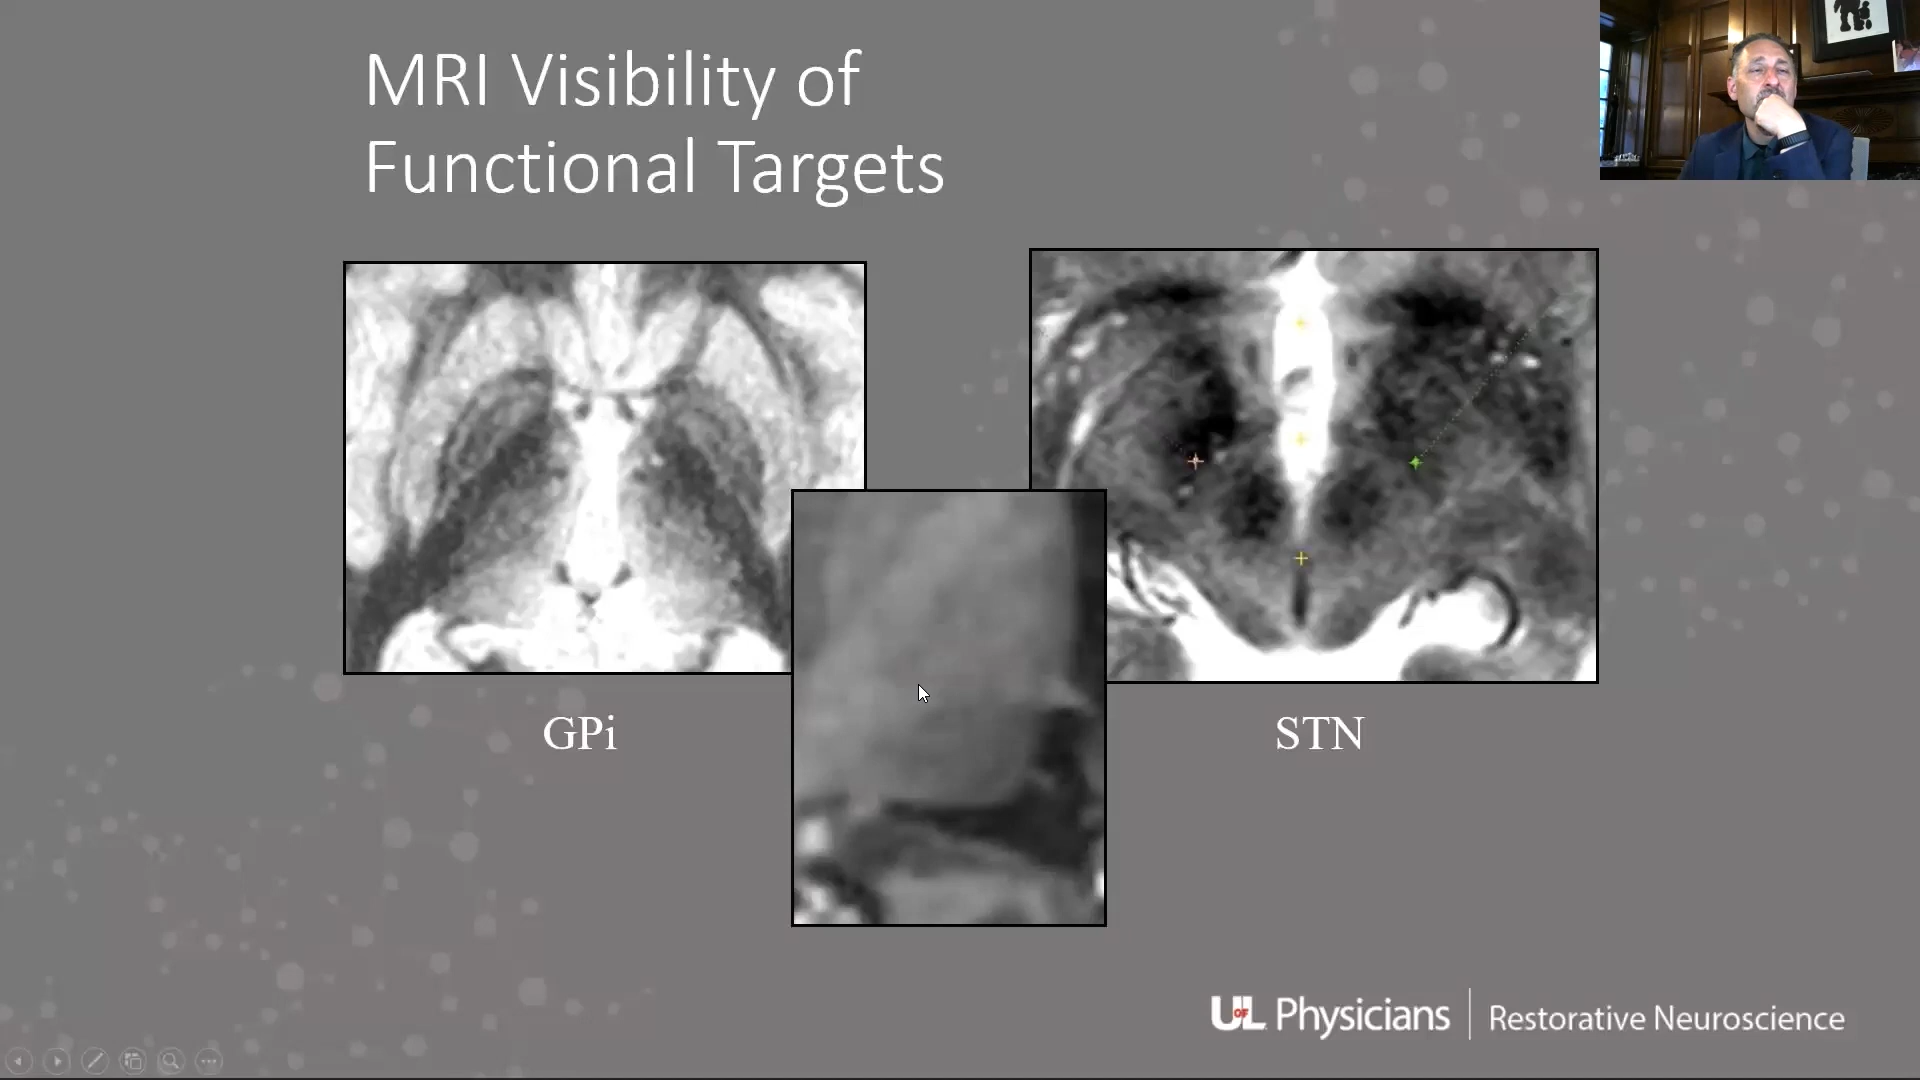 MRI Visibility of
Functional Targets
GPi
STN
UofL Physicians | Restorative Neuroscience